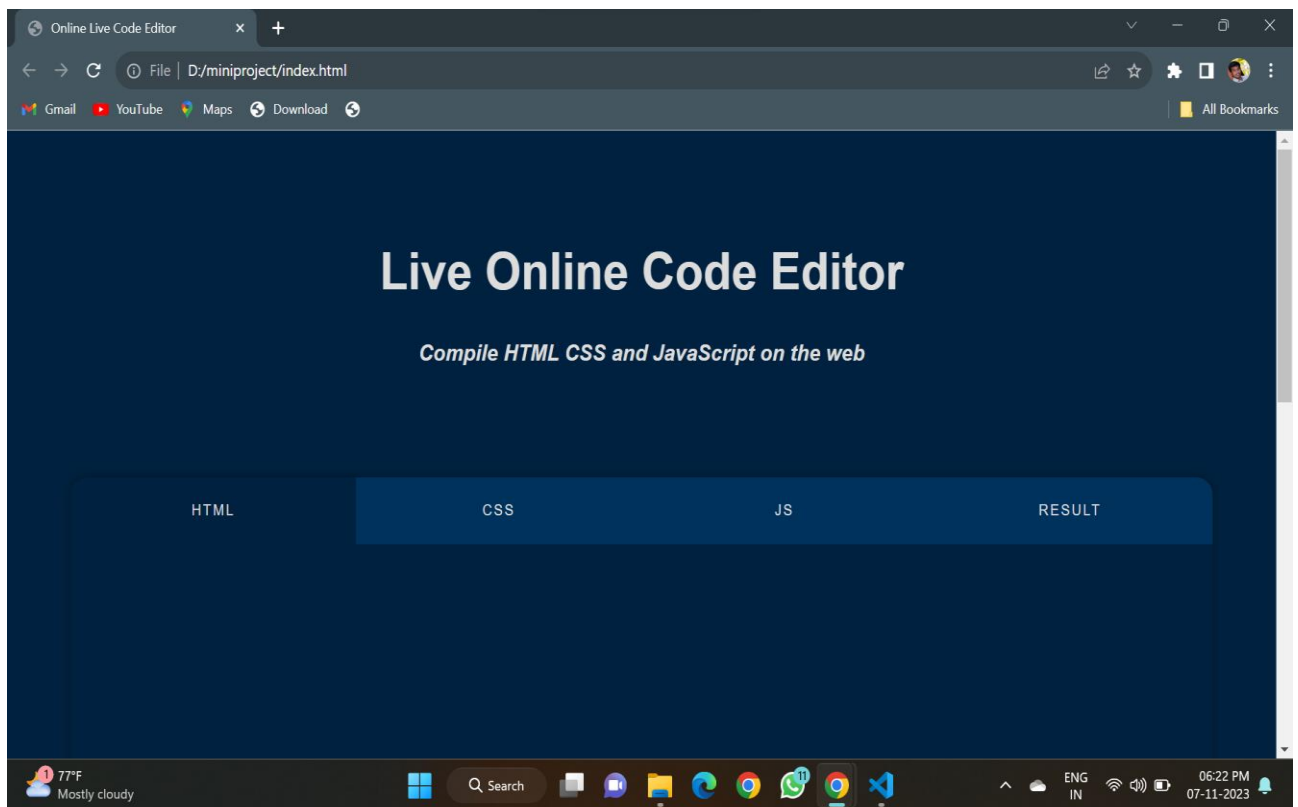 Online Live Code Editor
File D:/miniproject/index.html
Gmail YouTube Maps Download All Bookmarks
Live Online Code Editor
Compile HTML CSS and JavaScript on the web
HTML CSS JS RESULT
1 77°F
Mostly cloudy
Search
11
ENG
IN
06:22 PM
07-11-2023